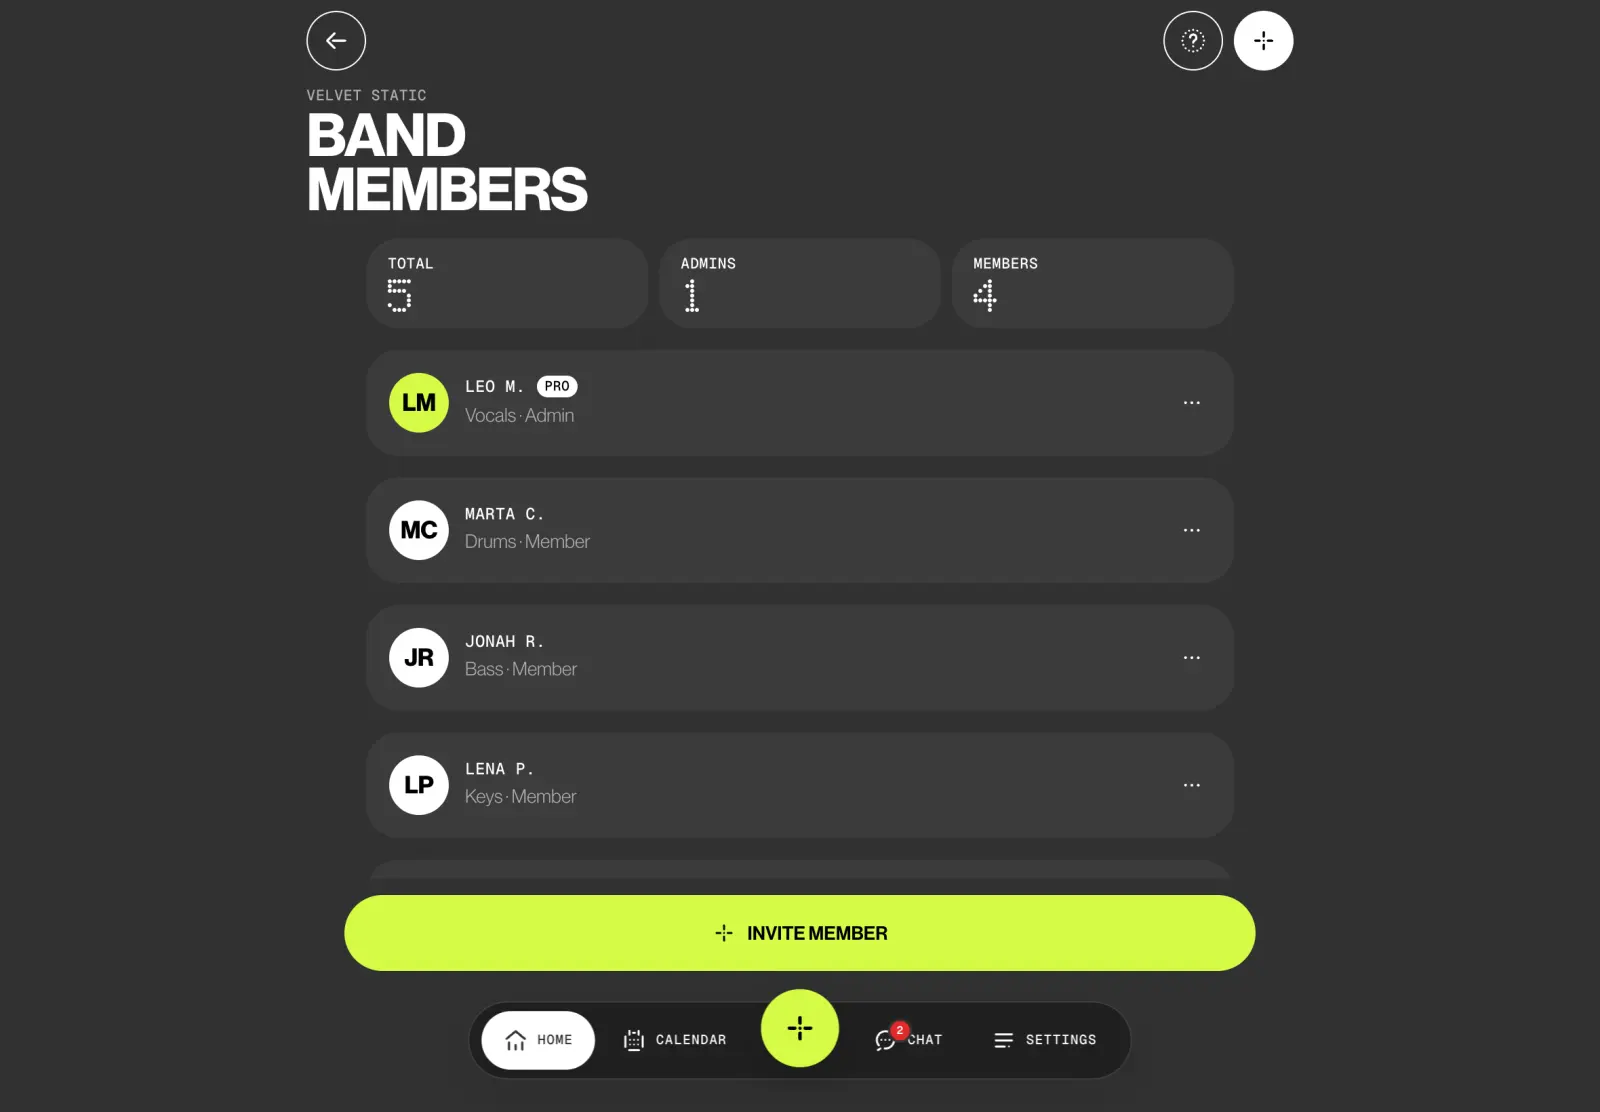 VELVET STATIC
BAND
MEMBERS
TOTAL
5
ADMINS
1
MEMBERS
4
LM
LEO M.
PRO
Vocals · Admin
MC
MARTA C.
Drums · Member
JR
JONAH R.
Bass · Member
LP
LENA P.
Keys · Member
INVITE MEMBER
HOME
CALENDAR
2
CHAT
SETTINGS